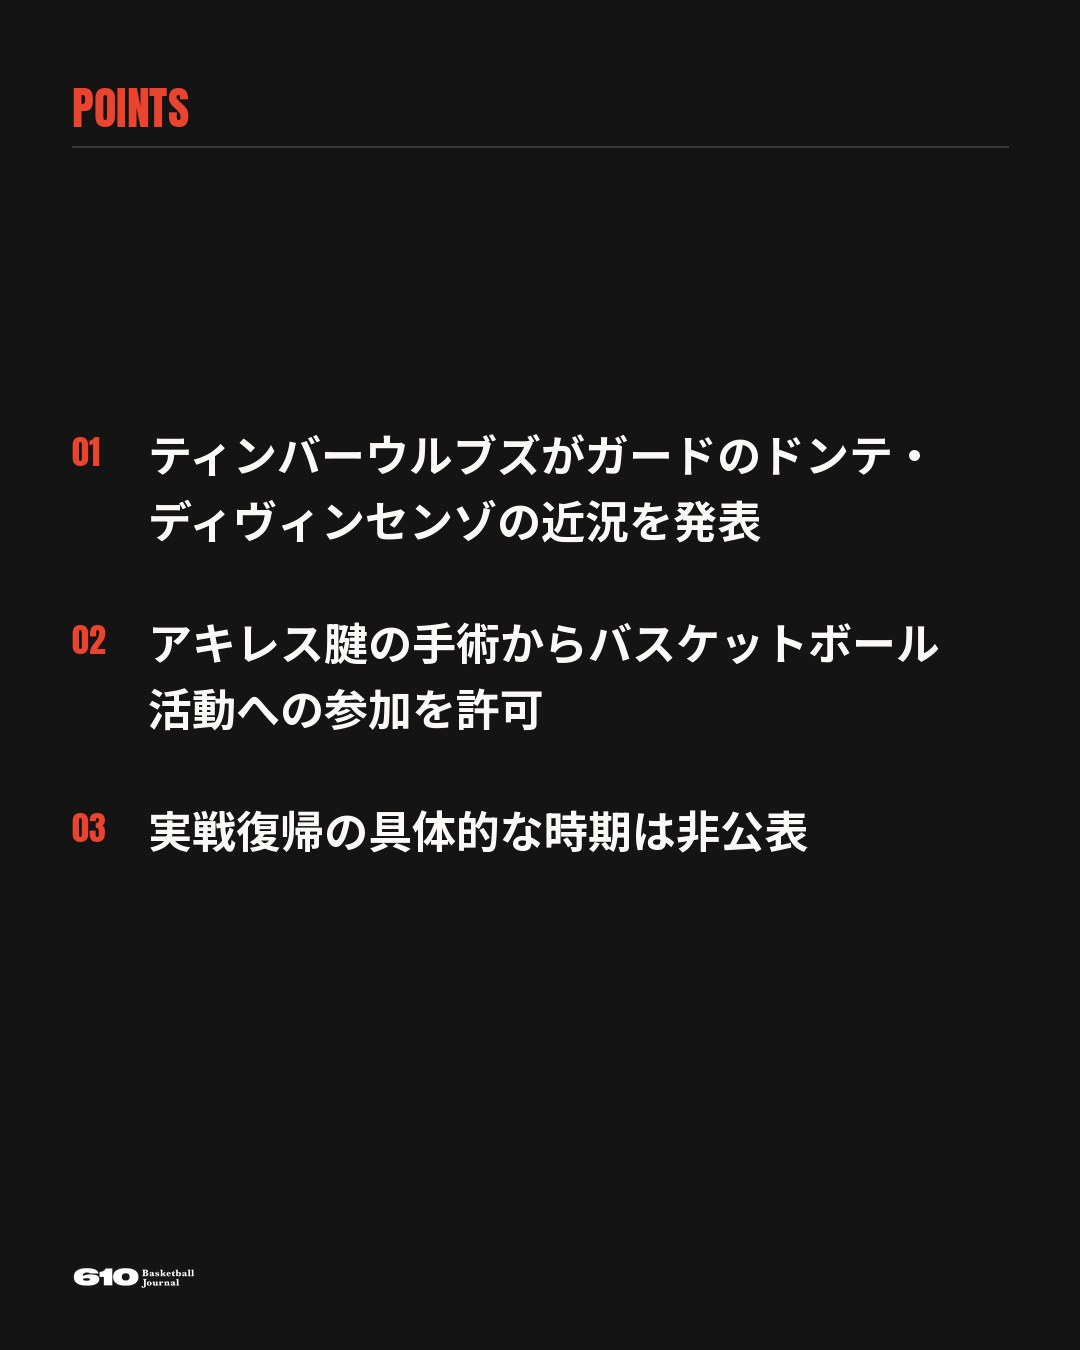 POINTS
01 ティンバーウルブズがガードのドンテ・
ディヴィンセンゾの近況を発表
02 アキレス腱の手術からバスケットボール
活動への参加を許可
03 実戦復帰の具体的な時期は非公表
610 Basketball
Journal